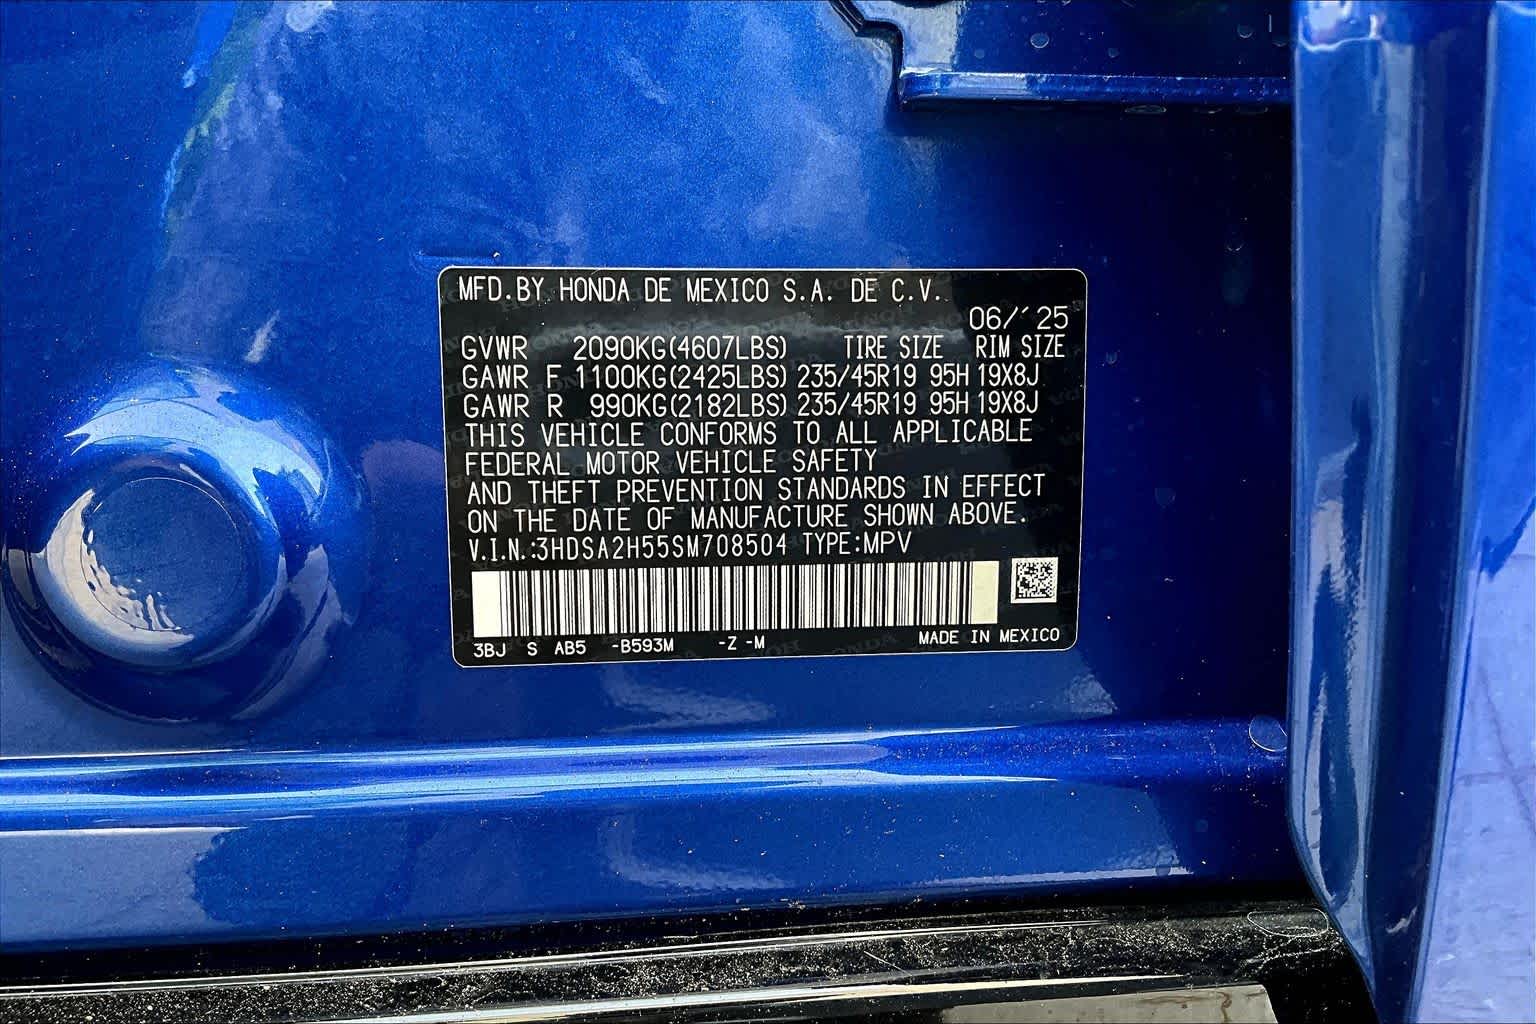 MFD.BY HONDA DE MEXICO S.A. DE C.V.
06/'25
GVWR 2090KG(4607LBS) TIRE SIZE RIM SIZE
GAWR F 1100KG(2425LBS) 235/45R19 95H 19X8J
GAWR R 990KG(2182LBS) 235/45R19 95H 19X8J
THIS VEHICLE CONFORMS TO ALL APPLICABLE
FEDERAL MOTOR VEHICLE SAFETY
AND THEFT PREVENTION STANDARDS IN EFFECT
ON THE DATE OF MANUFACTURE SHOWN ABOVE.
V.I.N.:3HDSA2H55SM708504 TYPE:MPV
3BJ S AB5 -B593M -Z -M MADE IN MEXICO